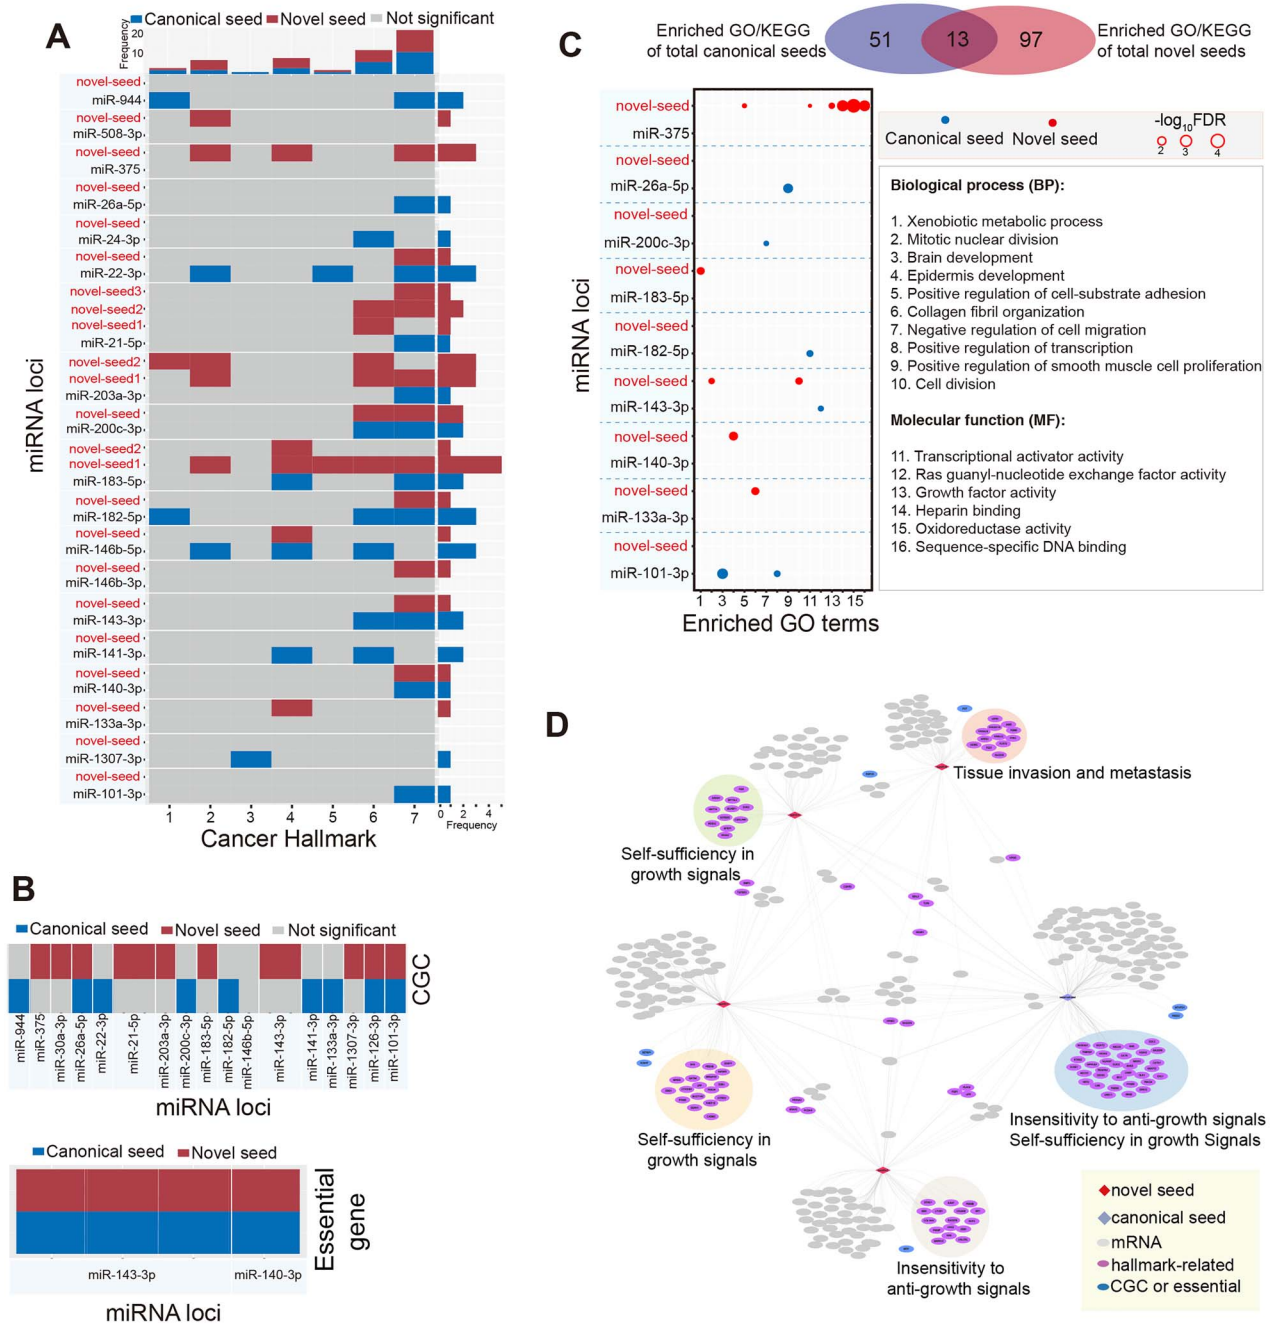 A
Canonical seed Novel seed Not significant
Frequency
20
10
0
novel-seed
miR-944
novel-seed
miR-508-3p
novel-seed
miR-375
novel-seed
miR-26a-5p
novel-seed
miR-24-3p
novel-seed
miR-22-3p
novel-seed3
novel-seed2
novel-seed1
miR-21-5p
novel-seed2
novel-seed1
miR-203a-3p
novel-seed
miR-200c-3p
novel-seed2
novel-seed1
miR-183-5p
novel-seed
miR-182-5p
novel-seed
miR-146b-5p
novel-seed
miR-146b-3p
novel-seed
miR-143-3p
novel-seed
miR-141-3p
novel-seed
miR-140-3p
novel-seed
miR-133a-3p
novel-seed
miR-1307-3p
novel-seed
miR-101-3p
miRNA loci
1 2 3 4 5 6 7 0 2 4
Frequency
Cancer Hallmark
B
Canonical seed Novel seed Not significant
CGC
miR-944
miR-375
miR-30a-3p
miR-26a-5p
miR-22-3p
miR-21-5p
miR-203a-3p
miR-200c-3p
miR-183-5p
miR-182-5p
miR-146b-5p
miR-143-3p
miR-141-3p
miR-133a-3p
miR-1307-3p
miR-126-3p
miR-101-3p
miRNA loci
Canonical seed Novel seed
Essential
gene
miR-143-3p miR-140-3p
miRNA loci
C
Enriched GO/KEGG
of total canonical seeds
51 13 97
Enriched GO/KEGG
of total novel seeds
novel-seed
miR-375
novel-seed
miR-26a-5p
novel-seed
miR-200c-3p
novel-seed
miR-183-5p
novel-seed
miR-182-5p
novel-seed
miR-143-3p
novel-seed
miR-140-3p
novel-seed
miR-133a-3p
novel-seed
miR-101-3p
miRNA loci
1 3 5 7 9 11 13 15
Enriched GO terms
Canonical seed Novel seed
-log10FDR
2 3 4
Biological process (BP):
1. Xenobiotic metabolic process
2. Mitotic nuclear division
3. Brain development
4. Epidermis development
5. Positive regulation of cell-substrate adhesion
6. Collagen fibril organization
7. Negative regulation of cell migration
8. Positive regulation of transcription
9. Positive regulation of smooth muscle cell proliferation
10. Cell division
Molecular function (MF):
11. Transcriptional activator activity
12. Ras guanyl-nucleotide exchange factor activity
13. Growth factor activity
14. Heparin binding
15. Oxidoreductase activity
16. Sequence-specific DNA binding
D
Tissue invasion and metastasis
Self-sufficiency in
growth signals
Self-sufficiency in
growth signals
Insensitivity to anti-growth signals
Self-sufficiency in growth Signals
Insensitivity to
anti-growth signals
novel seed
canonical seed
mRNA
hallmark-related
CGC or essential